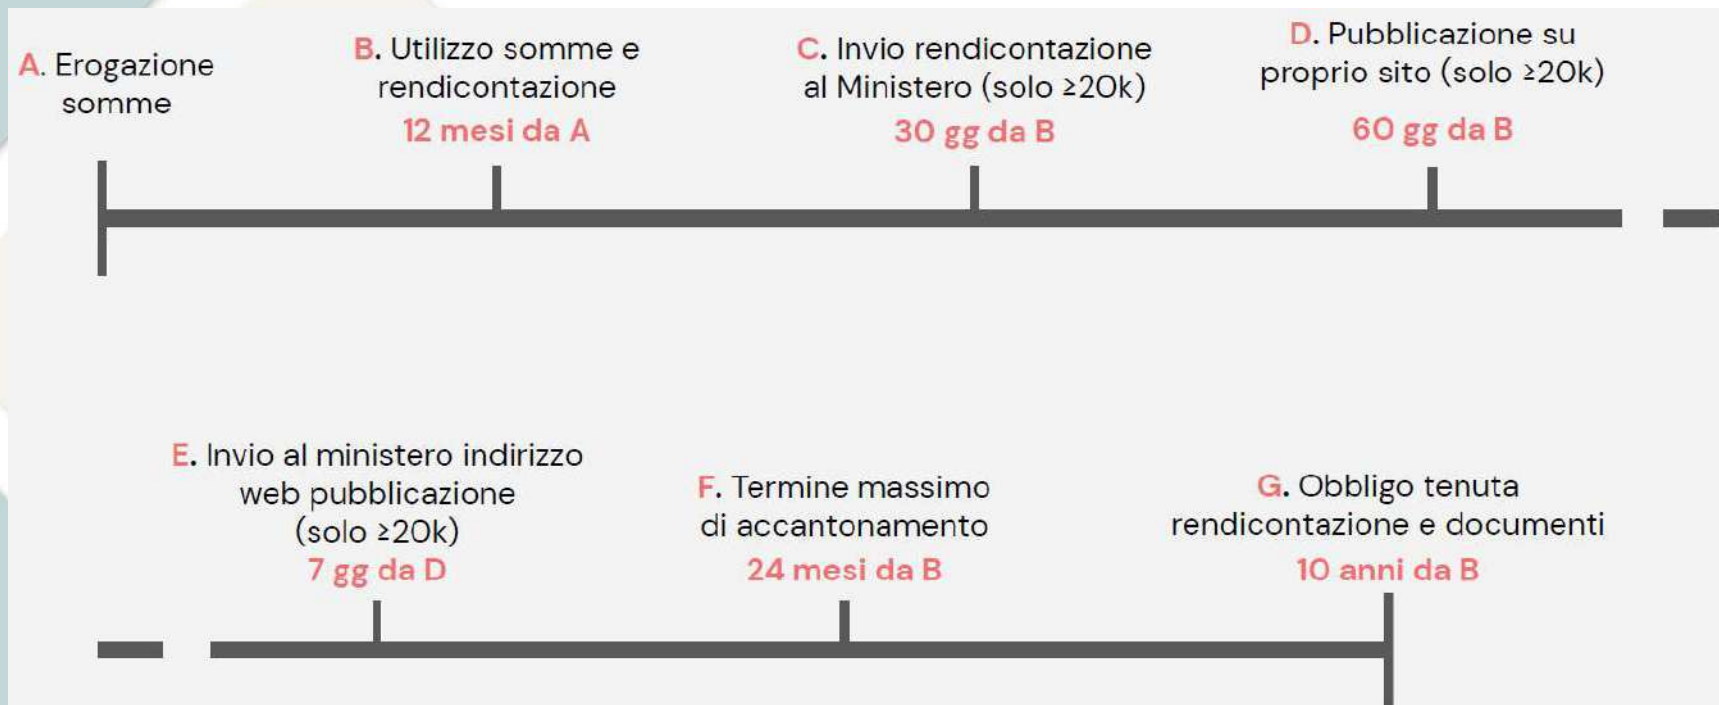 A. Erogazione
somme
B. Utilizzo somme e
rendicontazione
12 mesi da A
C. Invio rendicontazione
al Ministero (solo ≥20k)
30 gg da B
D. Pubblicazione su
proprio sito (solo ≥20k)
60 gg da B
E. Invio al ministero indirizzo
web pubblicazione
(solo ≥20k)
7 gg da D
F. Termine massimo
di accantonamento
24 mesi da B
G. Obbligo tenuta
rendicontazione e documenti
10 anni da B